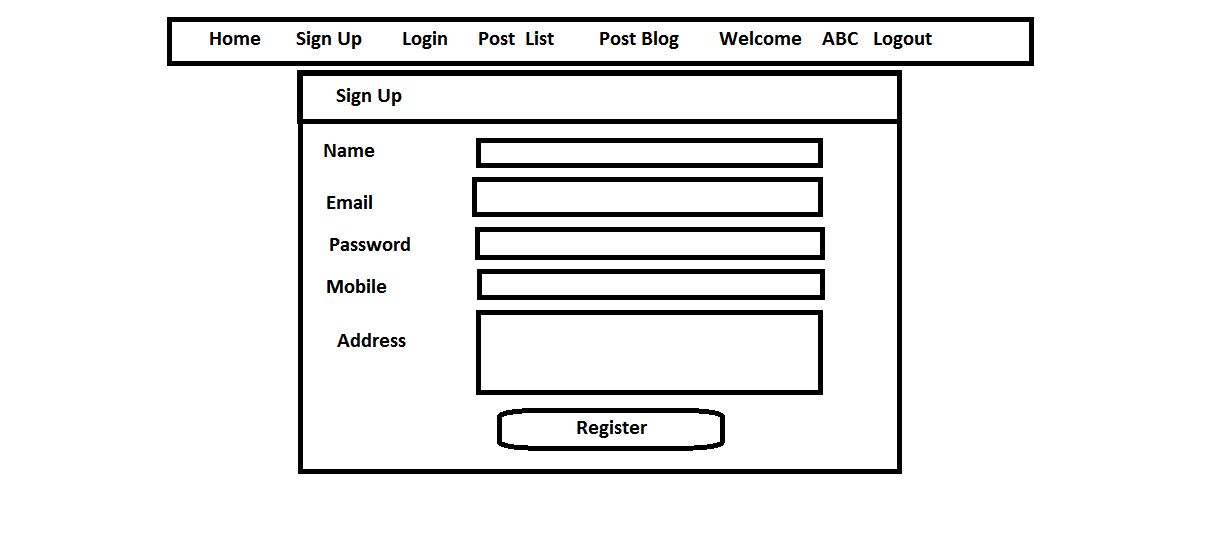 Home Sign Up Login Post List Post Blog Welcome ABC Logout
Sign Up
Name
Email
Password
Mobile
Address
Register